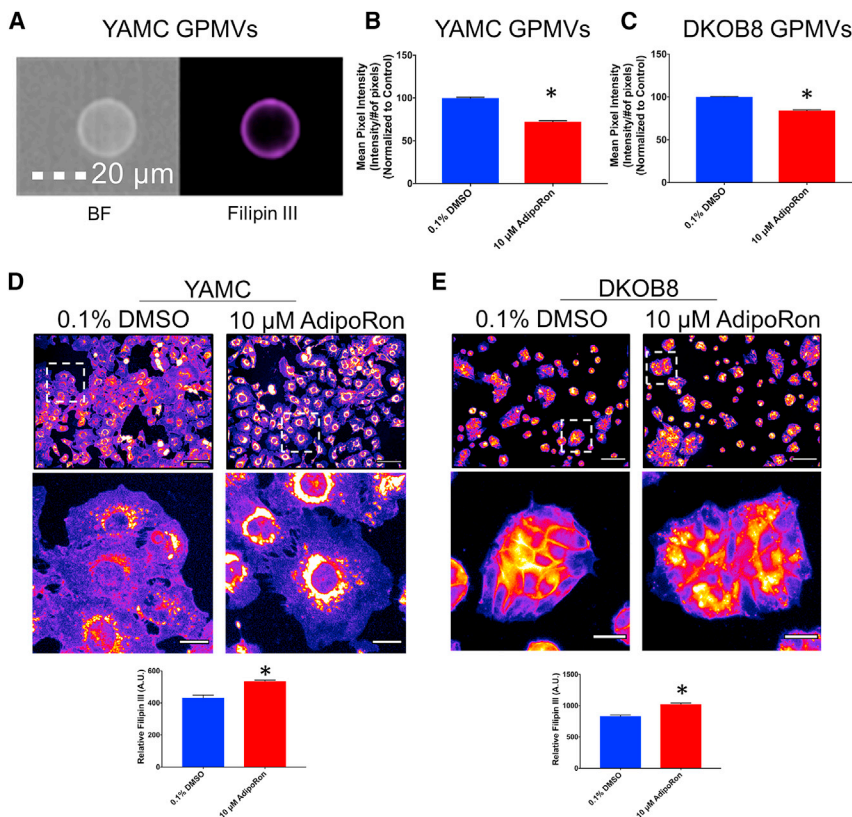 A
YAMC GPMVs
20 μm
BF
Filipin III
B
YAMC GPMVs
Mean Pixel Intensity
(Intensity/# of pixels)
(Normalized to Control)
150
100
50
0
*
0.1% DMSO
10 μM AdipoRon
C
DKOB8 GPMVs
Mean Pixel Intensity
(Intensity/#of pixels)
(Normalized to Control)
150
100
50
0
*
0.1% DMSO
10 μM AdipoRon
D
YAMC
0.1% DMSO
10 μM AdipoRon
Relative Filipin III (A.U.)
600
400
200
0
*
0.1% DMSO
10 μM AdipoRon
E
DKOB8
0.1% DMSO
10 μM AdipoRon
Relative Filipin III (A.U.)
1500
1000
500
0
*
0.1% DMSO
10 μM AdipoRon